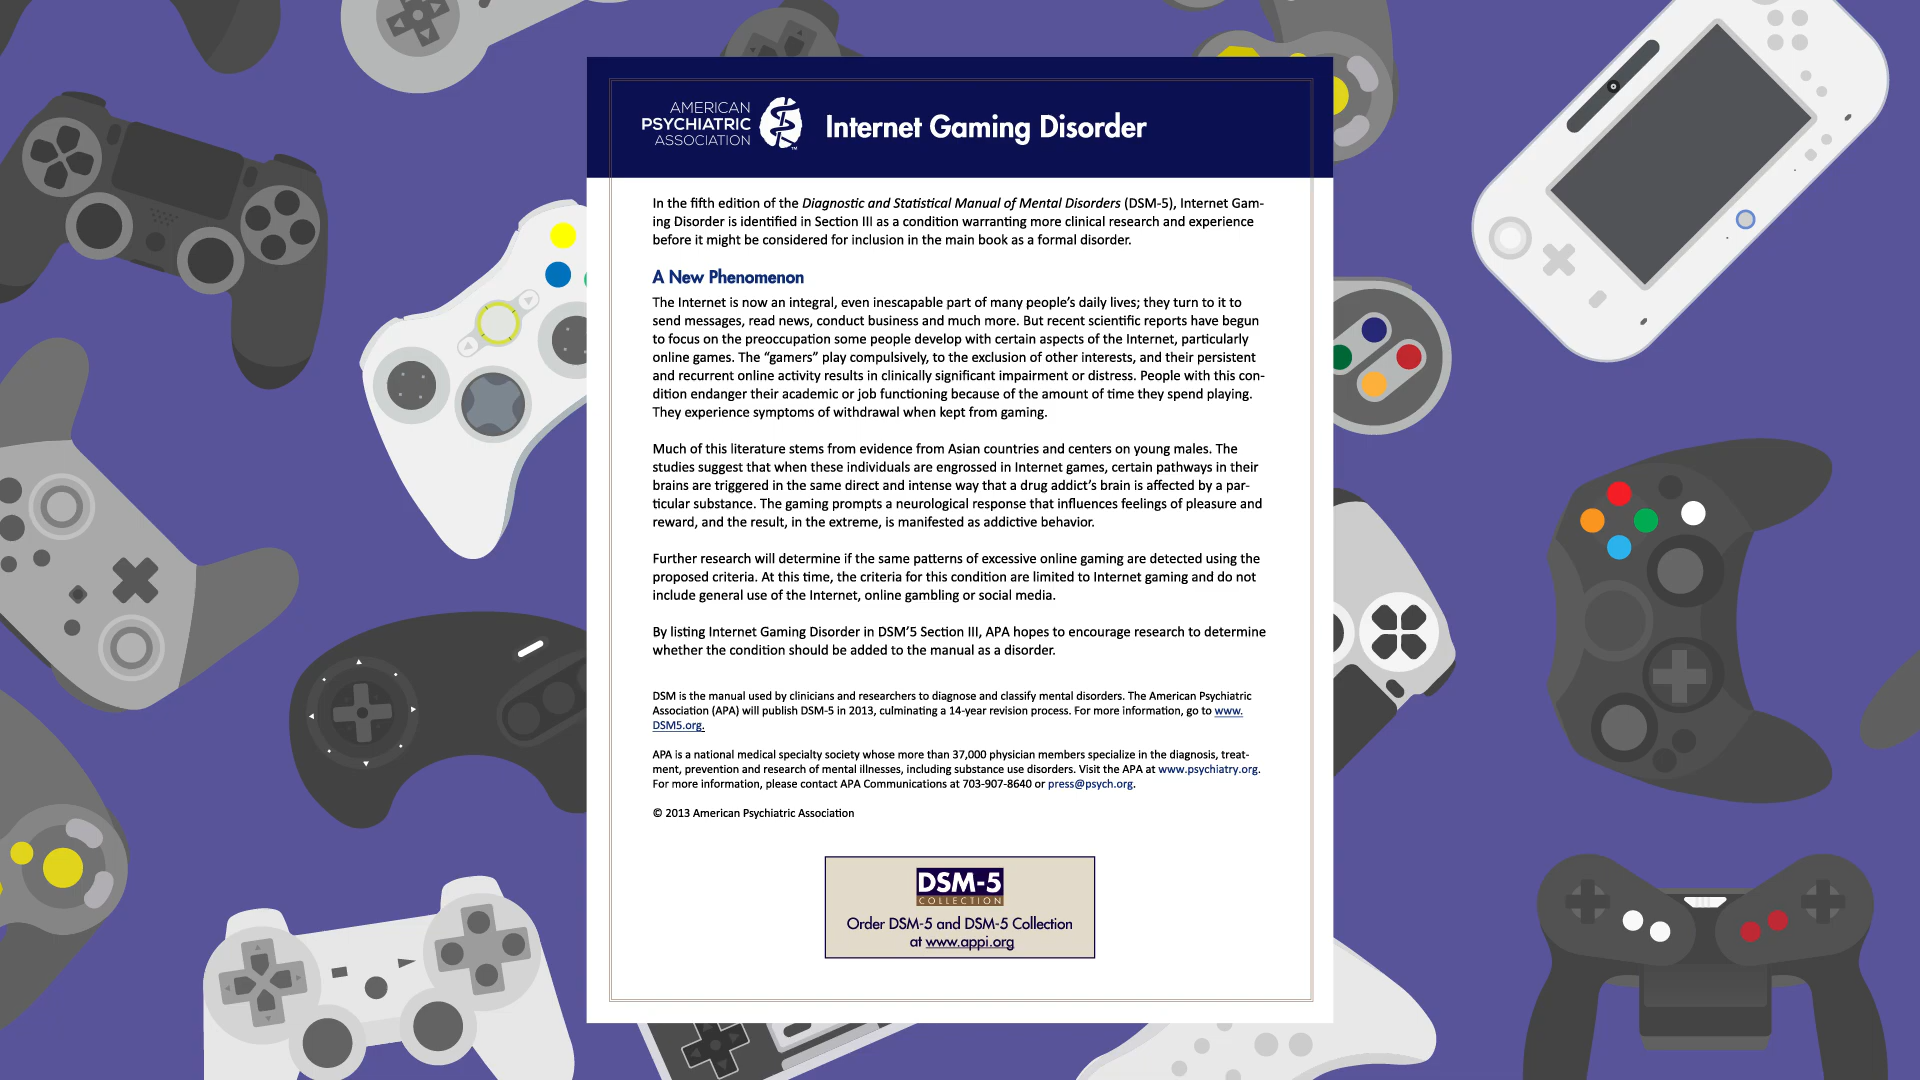 AMERICAN
PSYCHIATRIC
ASSOCIATION
Internet Gaming Disorder
In the fifth edition of the Diagnostic and Statistical Manual of Mental Disorders (DSM-5), Internet Gam-
ing Disorder is identified in Section III as a condition warranting more clinical research and experience
before it might be considered for inclusion in the main book as a formal disorder.
A New Phenomenon
The Internet is now an integral, even inescapable part of many people's daily lives; they turn to it to
send messages, read news, conduct business and much more. But recent scientific reports have begun
to focus on the preoccupation some people develop with certain aspects of the Internet, particularly
online games. The “gamers” play compulsively, to the exclusion of other interests, and their persistent
and recurrent online activity results in clinically significant impairment or distress. People with this con-
dition endanger their academic or job functioning because of the amount of time they spend playing.
They experience symptoms of withdrawal when kept from gaming.
Much of this literature stems from evidence from Asian countries and centers on young males. The
studies suggest that when these individuals are engrossed in Internet games, certain pathways in their
brains are triggered in the same direct and intense way that a drug addict's brain is affected by a par-
ticular substance. The gaming prompts a neurological response that influences feelings of pleasure and
reward, and the result, in the extreme, is manifested as addictive behavior.
Further research will determine if the same patterns of excessive online gaming are detected using the
proposed criteria. At this time, the criteria for this condition are limited to Internet gaming and do not
include general use of the Internet, online gambling or social media.
By listing Internet Gaming Disorder in DSM'5 Section III, APA hopes to encourage research to determine
whether the condition should be added to the manual as a disorder.
DSM is the manual used by clinicians and researchers to diagnose and classify mental disorders. The American Psychiatric
Association (APA) will publish DSM-5 in 2013, culminating a 14-year revision process. For more information, go to www.
DSM5.org.
APA is a national medical specialty society whose more than 37,000 physician members specialize in the diagnosis, treat-
ment, prevention and research of mental illnesses, including substance use disorders. Visit the APA at www.psychiatry.org.
For more information, please contact APA Communications at 703-907-8640 or press@psych.org.
© 2013 American Psychiatric Association
DSM-5
COLLECTION
Order DSM-5 and DSM-5 Collection
at www.appi.org